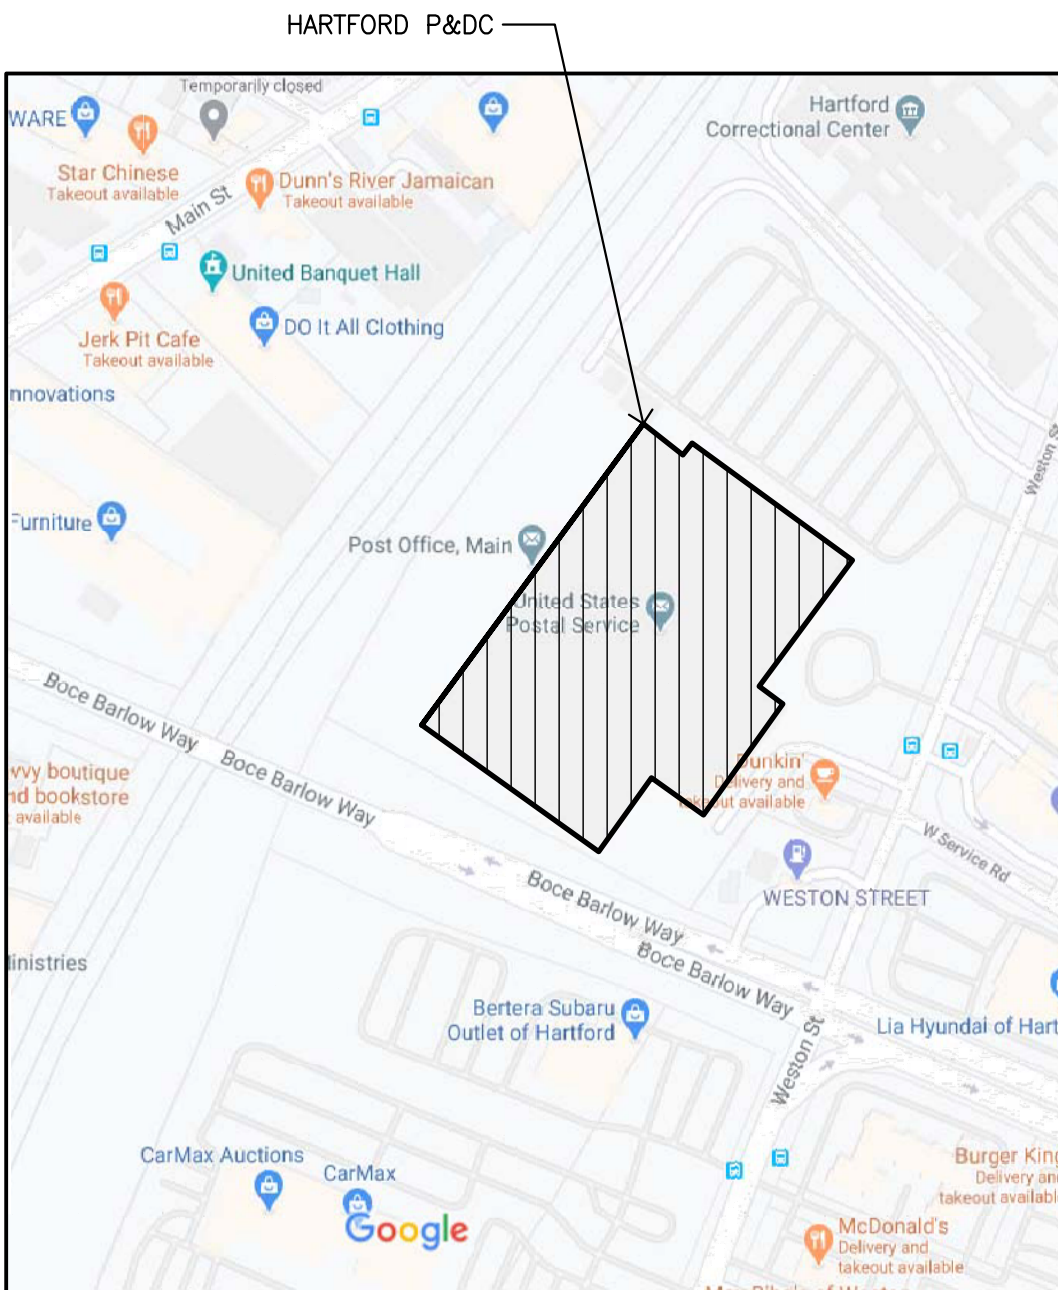 HARTFORD P&DC
Temporarily closed
WARE
Hartford
Correctional Center
Star Chinese
Takeout available
Dunn's River Jamaican
Takeout available
Main St
United Banquet Hall
DO It All Clothing
Jerk Pit Cafe
Takeout available
nnovations
Weston St
Furniture
Post Office, Main
United States
Postal Service
Boce Barlow Way
Boce Barlow Way
vvy boutique
nd bookstore
available
Dunkin'
Delivery and
takeout available
W Service Rd
WESTON STREET
Boce Barlow Way
Boce Barlow Way
linistries
Bertera Subaru
Outlet of Hartford
Lia Hyundai of Hart
Weston St
CarMax Auctions
CarMax
Google
Burger King
Delivery and
takeout available
McDonald's
Delivery and
takeout available